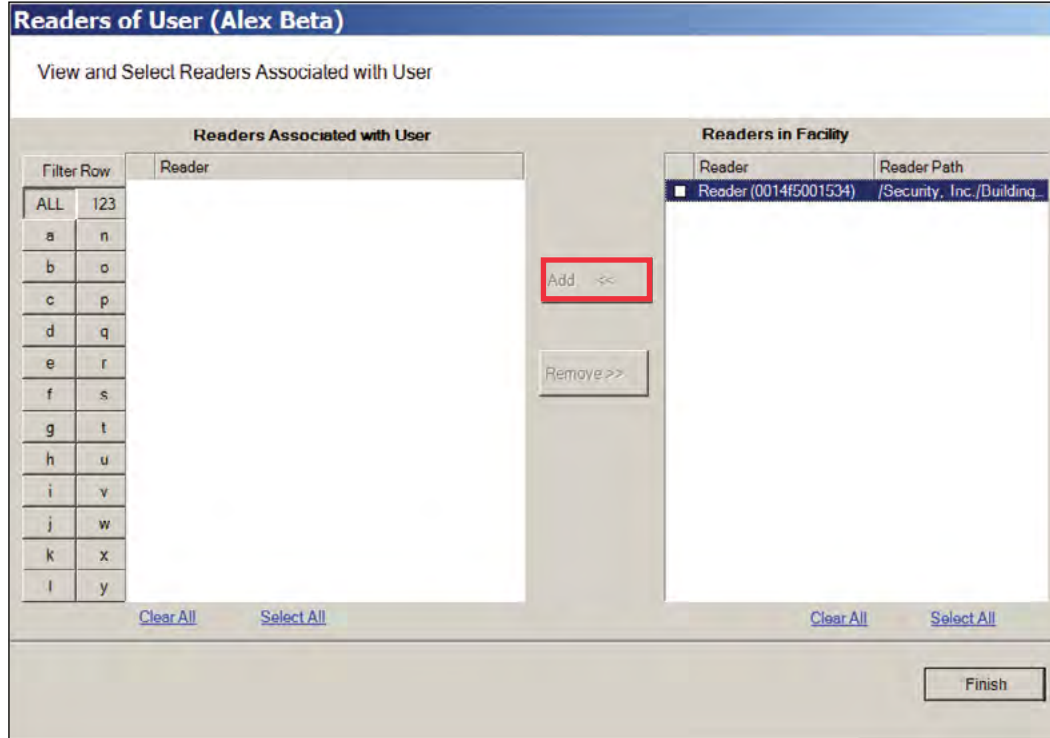 Readers of User (Alex Beta)
View and Select Readers Associated with User
Readers Associated with User
Readers in Facility
Filter Row
Reader
Reader
Reader Path
ALL 123
Reader (0014f5001534) /Security, Inc./Building...
a n
b o
c p
d q
e r
f s
g t
h u
i v
j w
k x
l y
Add <<
Remove >>
Clear All
Select All
Clear All
Select All
Finish